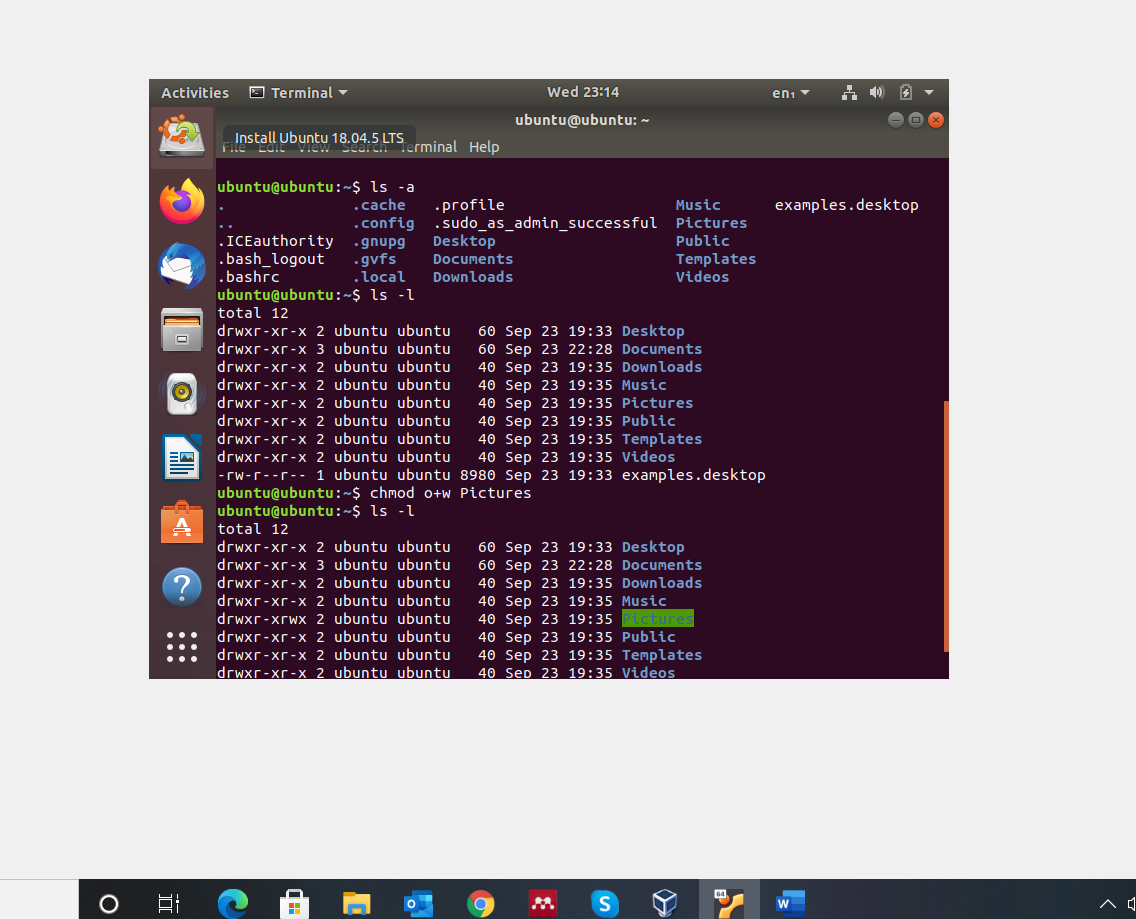 Activities Terminal Wed 23:14 en₁
ubuntu@ubuntu: ~
Install Ubuntu 18.04.5 LTS
File Edit View Search Terminal Help
ubuntu@ubuntu:~$ ls -a
. .cache .profile Music examples.desktop
.. .config .sudo_as_admin_successful Pictures
.ICEauthority .gnupg Desktop Public
.bash_logout .gvfs Documents Templates
.bashrc .local Downloads Videos
ubuntu@ubuntu:~$ ls -l
total 12
drwxr-xr-x 2 ubuntu ubuntu 60 Sep 23 19:33 Desktop
drwxr-xr-x 3 ubuntu ubuntu 60 Sep 23 22:28 Documents
drwxr-xr-x 2 ubuntu ubuntu 40 Sep 23 19:35 Downloads
drwxr-xr-x 2 ubuntu ubuntu 40 Sep 23 19:35 Music
drwxr-xr-x 2 ubuntu ubuntu 40 Sep 23 19:35 Pictures
drwxr-xr-x 2 ubuntu ubuntu 40 Sep 23 19:35 Public
drwxr-xr-x 2 ubuntu ubuntu 40 Sep 23 19:35 Templates
drwxr-xr-x 2 ubuntu ubuntu 40 Sep 23 19:35 Videos
-rw-r--r-- 1 ubuntu ubuntu 8980 Sep 23 19:33 examples.desktop
ubuntu@ubuntu:~$ chmod o+w Pictures
ubuntu@ubuntu:~$ ls -l
total 12
drwxr-xr-x 2 ubuntu ubuntu 60 Sep 23 19:33 Desktop
drwxr-xr-x 3 ubuntu ubuntu 60 Sep 23 22:28 Documents
drwxr-xr-x 2 ubuntu ubuntu 40 Sep 23 19:35 Downloads
drwxr-xr-x 2 ubuntu ubuntu 40 Sep 23 19:35 Music
drwxr-xrwx 2 ubuntu ubuntu 40 Sep 23 19:35 Pictures
drwxr-xr-x 2 ubuntu ubuntu 40 Sep 23 19:35 Public
drwxr-xr-x 2 ubuntu ubuntu 40 Sep 23 19:35 Templates
drwxr-xr-x 2 ubuntu ubuntu 40 Sep 23 19:35 Videos
64